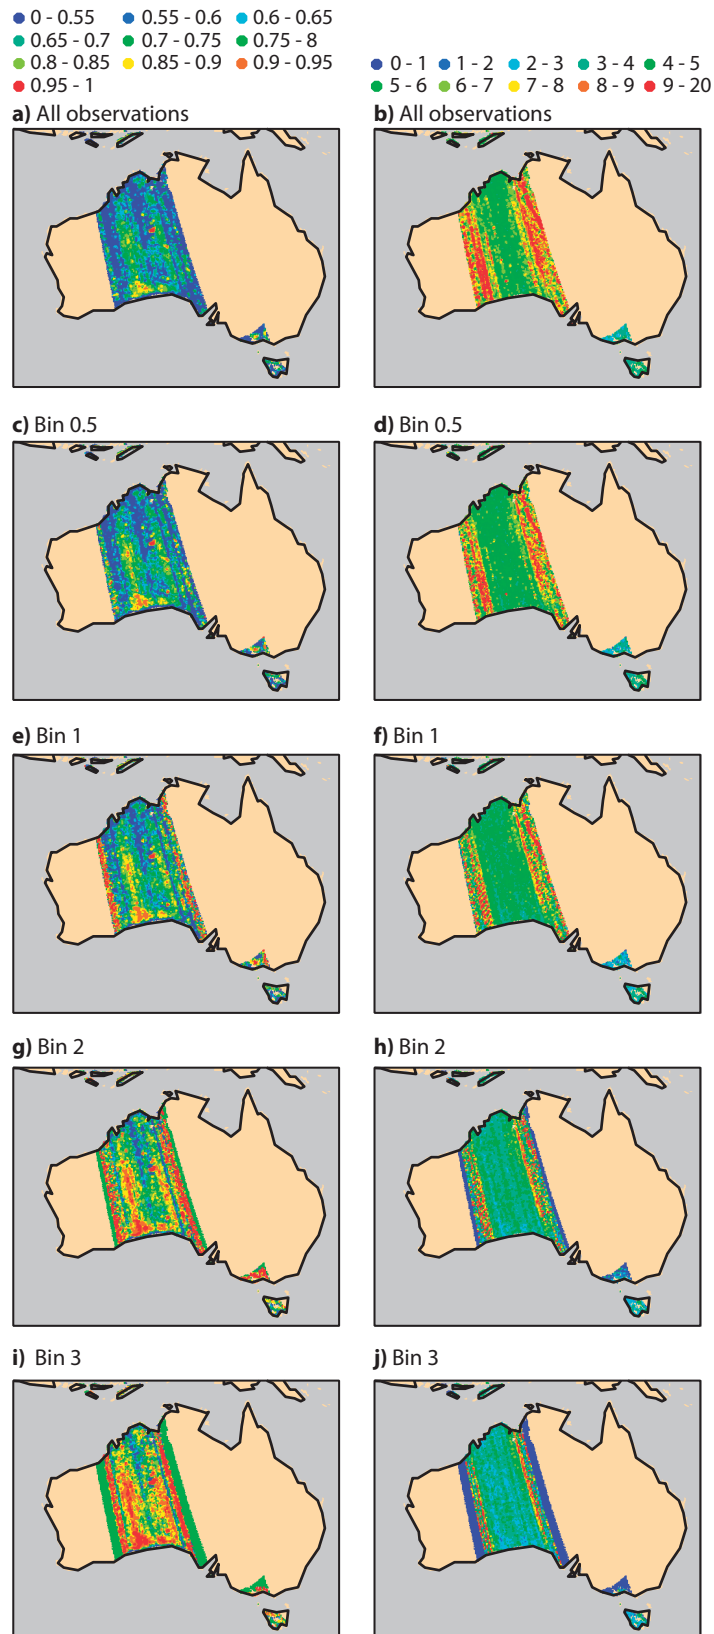 0 - 0.55 0.55 - 0.6 0.6 - 0.65
0.65 - 0.7 0.7 - 0.75 0.75 - 8
0.8 - 0.85 0.85 - 0.9 0.9 - 0.95
0.95 - 1
0 - 1 1 - 2 2 - 3 3 - 4 4 - 5
5 - 6 6 - 7 7 - 8 8 - 9 9 - 20
a) All observations
b) All observations
c) Bin 0.5
d) Bin 0.5
e) Bin 1
f) Bin 1
g) Bin 2
h) Bin 2
i) Bin 3
j) Bin 3